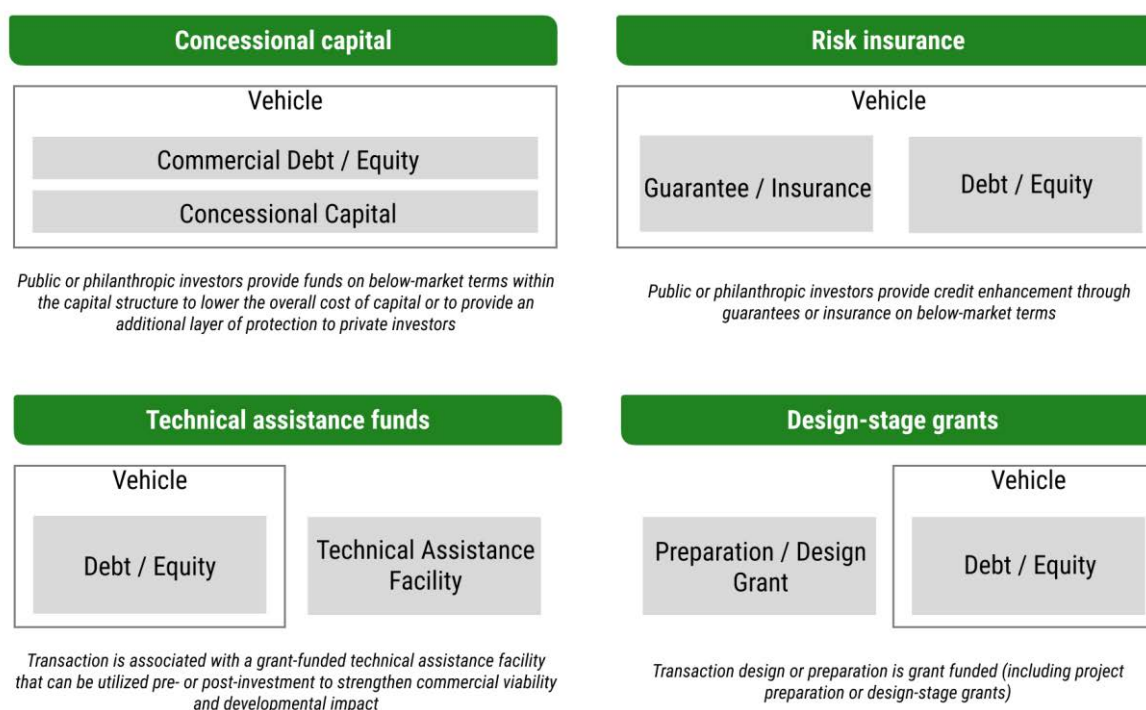 Concessional capital
Vehicle
Commercial Debt / Equity
Concessional Capital
Public or philanthropic investors provide funds on below-market terms within
the capital structure to lower the overall cost of capital or to provide an
additional layer of protection to private investors
Risk insurance
Vehicle
Guarantee / Insurance
Debt / Equity
Public or philanthropic investors provide credit enhancement through
guarantees or insurance on below-market terms
Technical assistance funds
Vehicle
Debt / Equity
Technical Assistance
Facility
Transaction is associated with a grant-funded technical assistance facility
that can be utilized pre- or post-investment to strengthen commercial viability
and developmental impact
Design-stage grants
Vehicle
Preparation / Design
Grant
Debt / Equity
Transaction design or preparation is grant funded (including project
preparation or design-stage grants)